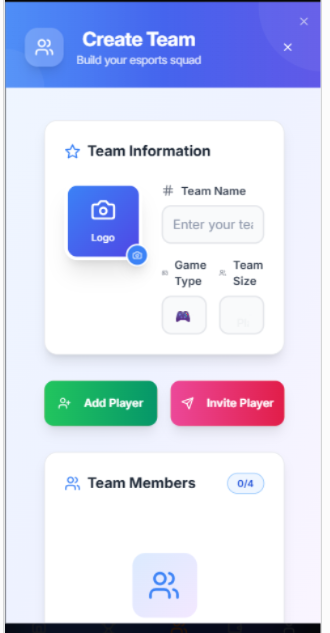 Create Team
Build your esports squad
Team Information
Logo
# Team Name
Enter your tea
Game Type
Team Size
Add Player
Invite Player
Team Members
0/4